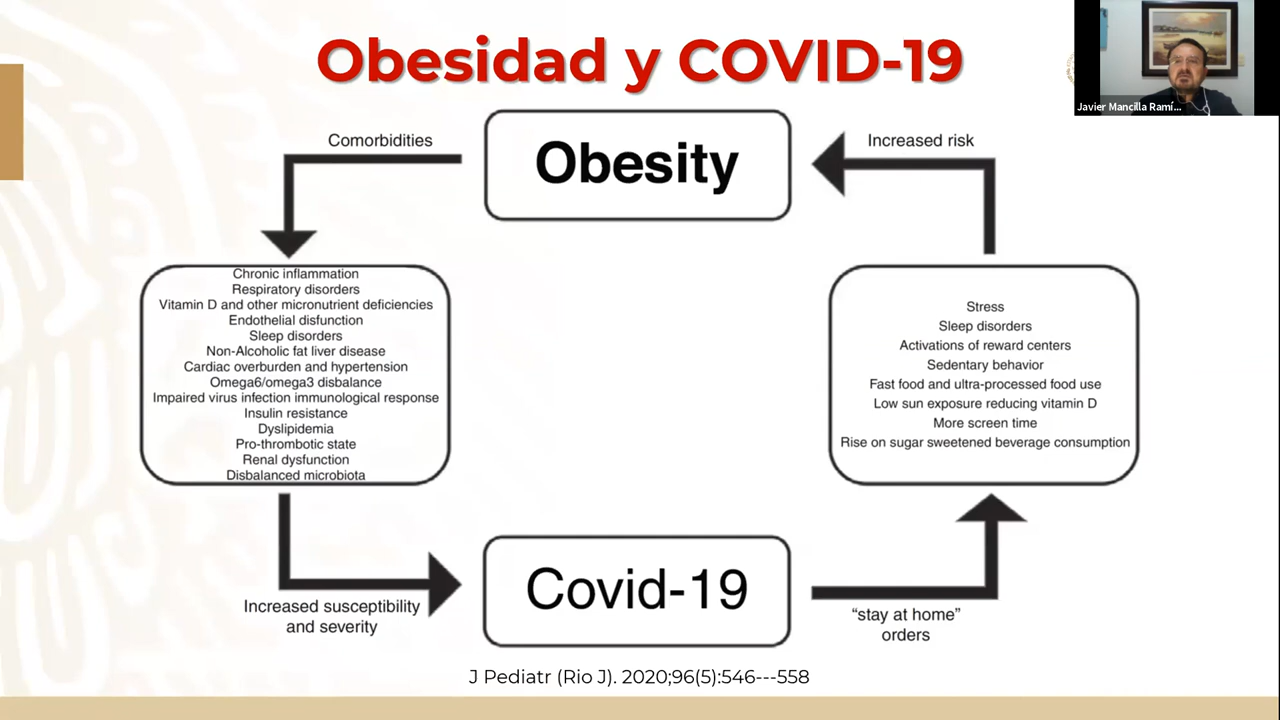 Obesidad y COVID-19
Javier Mancilla Ramí...
Comorbidities
Obesity
Increased risk
Chronic inflammation
Respiratory disorders
Vitamin D and other micronutrient deficiencies
Endothelial disfunction
Sleep disorders
Non-Alcoholic fat liver disease
Cardiac overburden and hypertension
Omega6/omega3 disbalance
Impaired virus infection immunological response
Insulin resistance
Dyslipidemia
Pro-thrombotic state
Renal dysfunction
Disbalanced microbiota
Stress
Sleep disorders
Activations of reward centers
Sedentary behavior
Fast food and ultra-processed food use
Low sun exposure reducing vitamin D
More screen time
Rise on sugar sweetened beverage consumption
Increased susceptibility
and severity
Covid-19
“stay at home”
orders
J Pediatr (Rio J). 2020;96(5):546---558